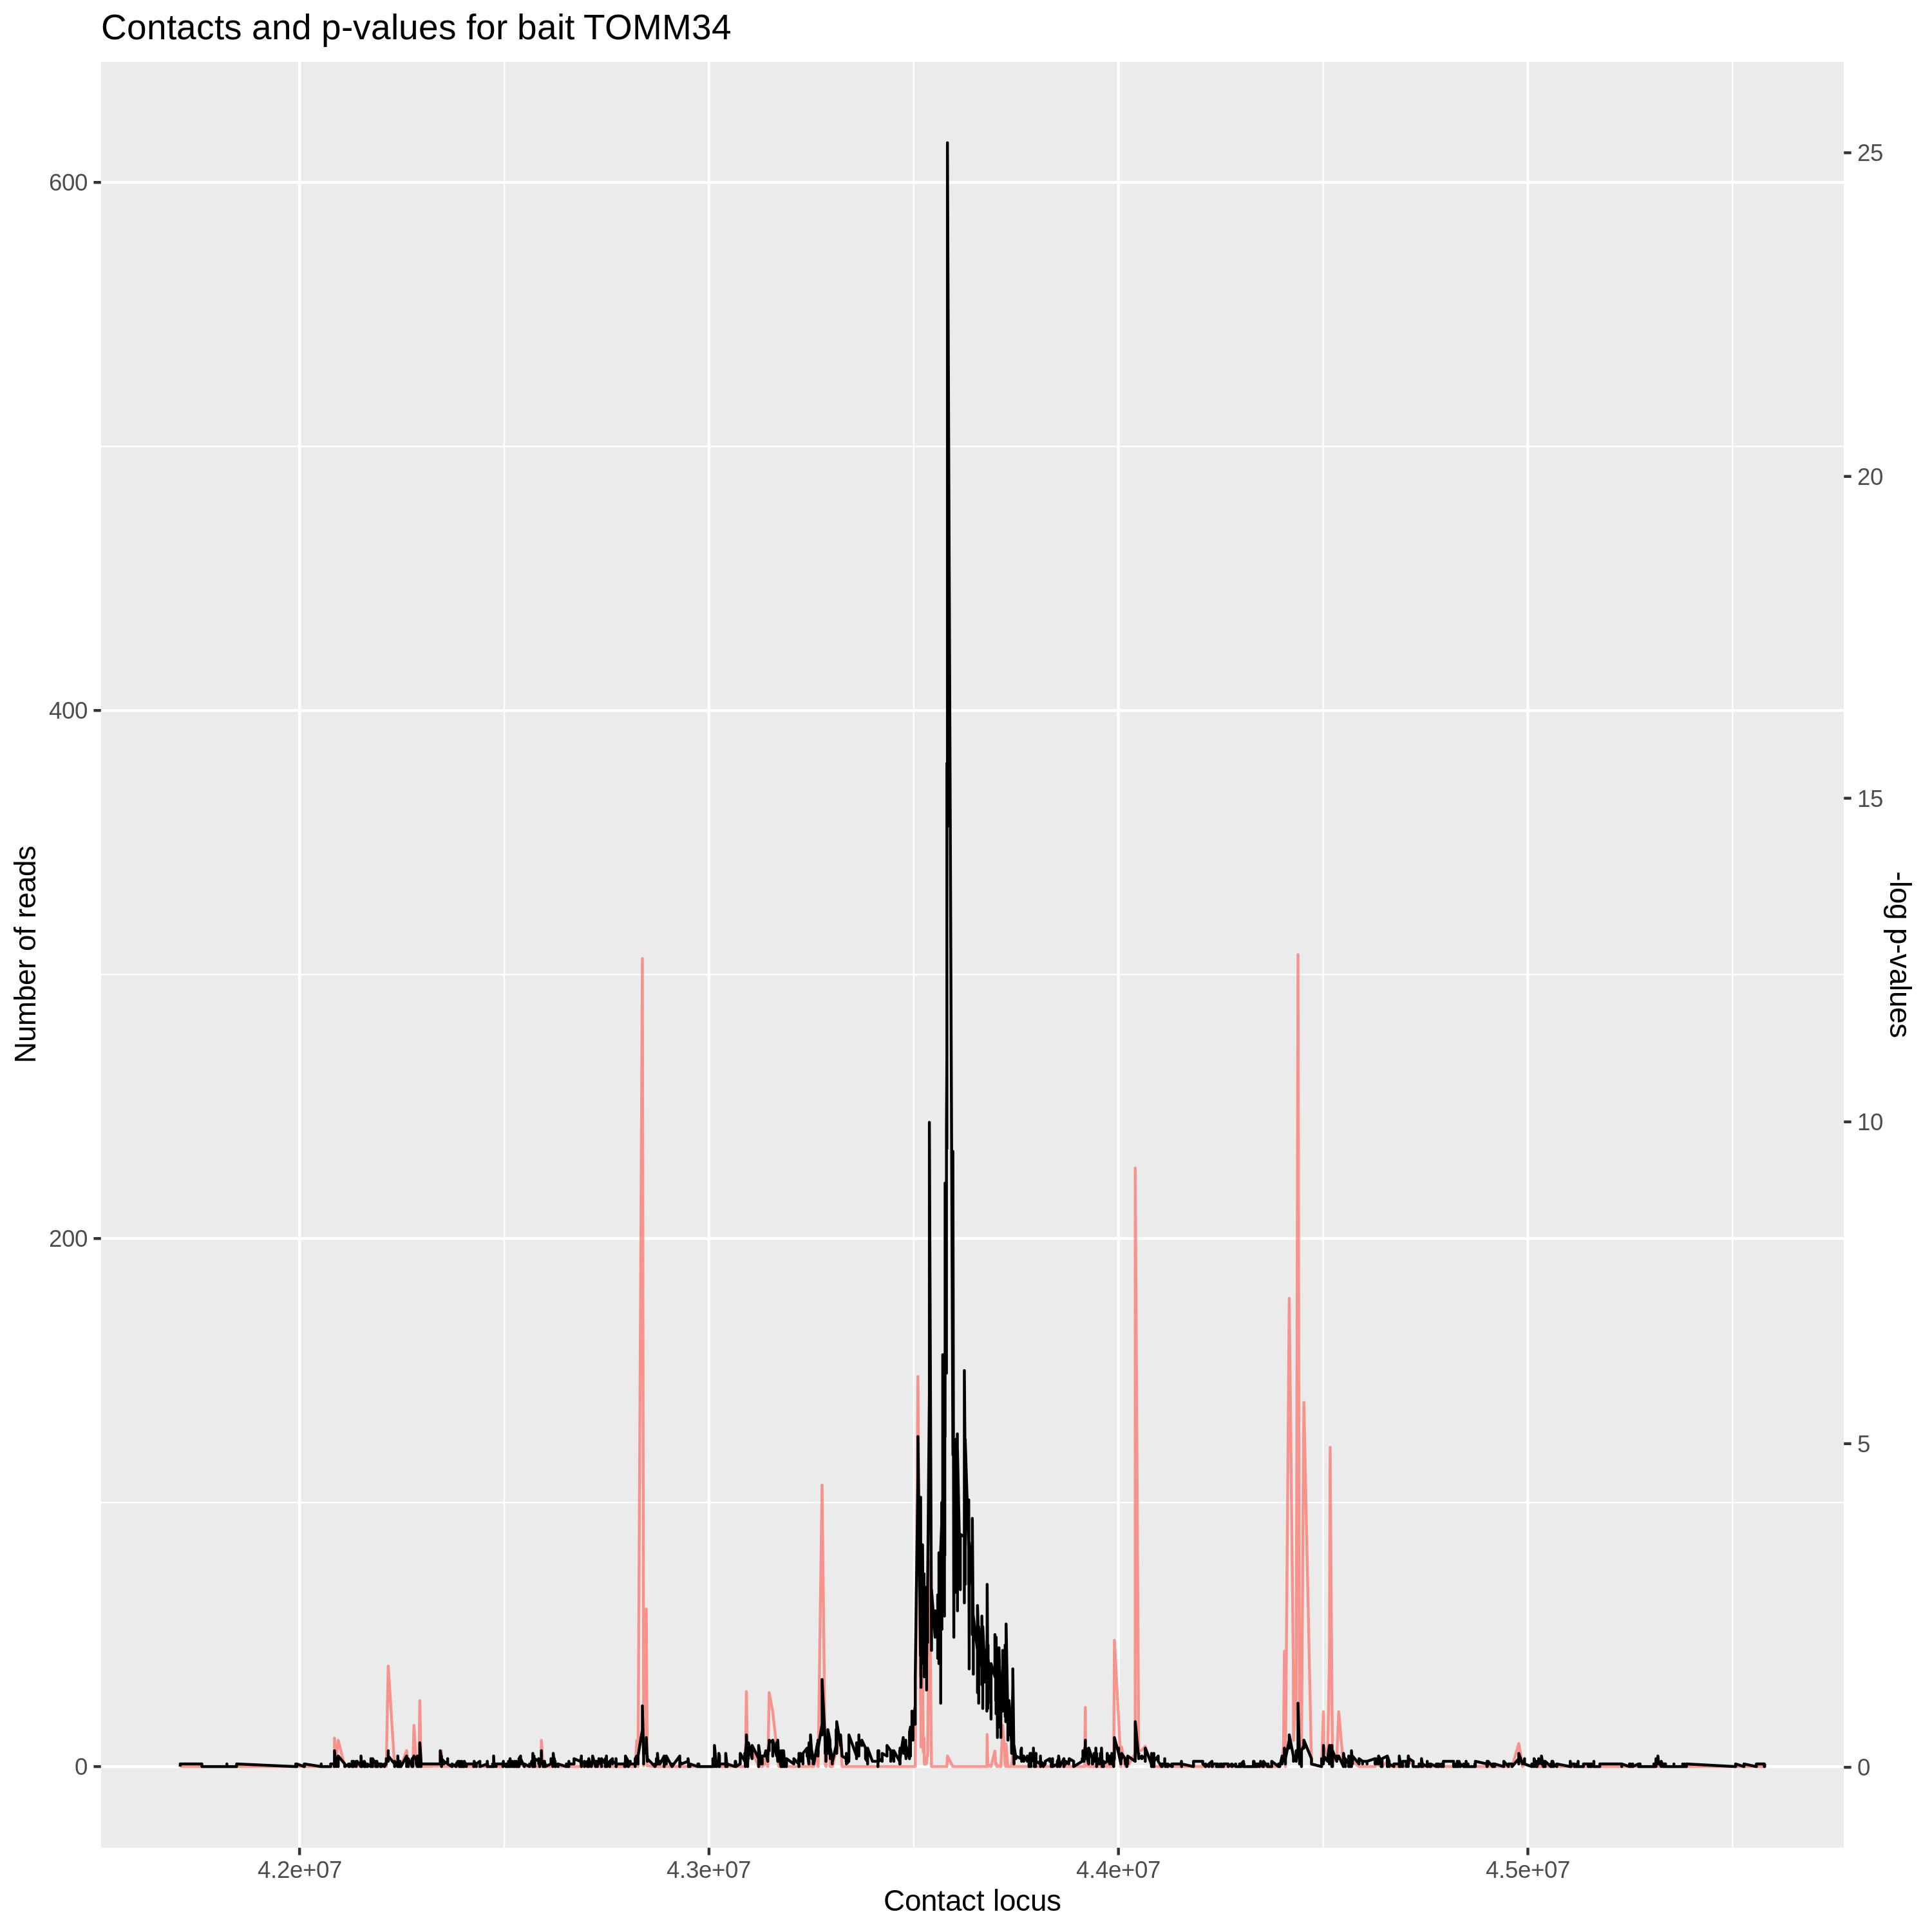 Contacts and p-values for bait TOMM34
600
400
200
0
25
20
15
10
5
0
Number of reads
-log p-values
4.2e+07
4.3e+07
4.4e+07
4.5e+07
Contact locus